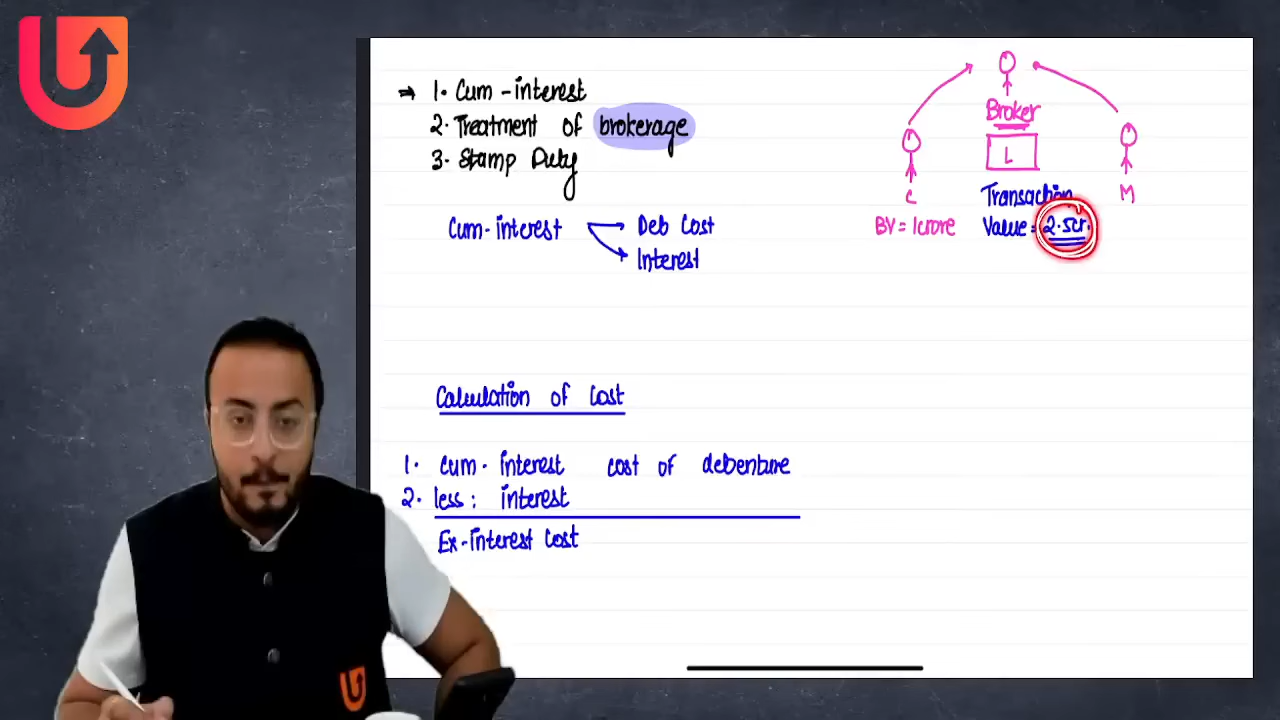 1. Cum-interest
2. Treatment of brokerage
3. Stamp Duty
Cum-interest
Deb Cost
Interest
Broker
L
C
M
BV = 1crore
Transaction
Value = 2.5cr.
Calculation of Cost
1. Cum-interest cost of debenture
2. less: interest
Ex-interest Cost